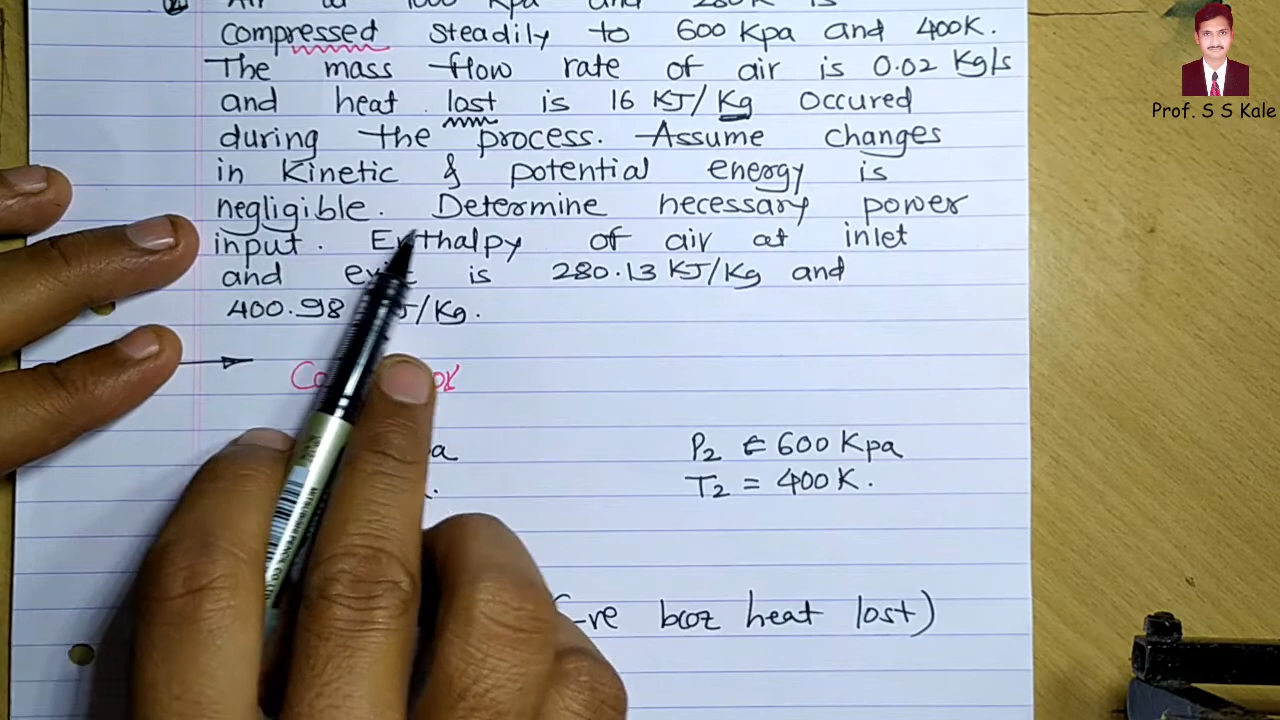 compressed steadily to 600 Kpa and 400K.
The mass flow rate of air is 0.02 Kg/s
and heat last is 16 KJ/Kg Occured
during the process. Assume changes
in Kinetic & potential energy is
negligible. Determine necessary power
input. Enthalpy of air at inlet
and is 280.13 KJ/Kg and
400.98 /Kg.
P2 = 600 Kpa
T2 = 400K.
(-ve bcoz heat lost)
Prof. S S Kale